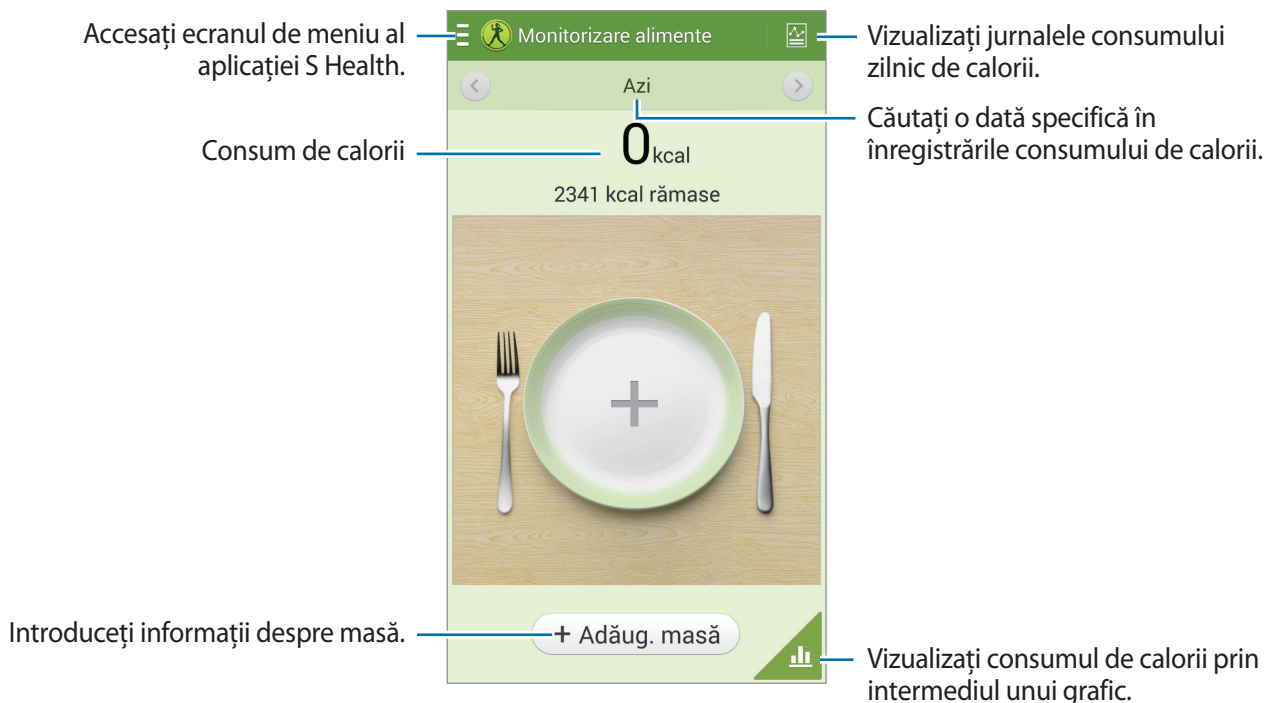 Accesați ecranul de meniu al
aplicației S Health.
Monitorizare alimente
Vizualizați jurnalele consumului
zilnic de calorii.
Azi
Căutați o dată specifică în
înregistrările consumului de calorii.
Consum de calorii
0 kcal
2341 kcal rămase
Introduceți informații despre masă.
+ Adăug. masă
Vizualizați consumul de calorii prin
intermediul unui grafic.